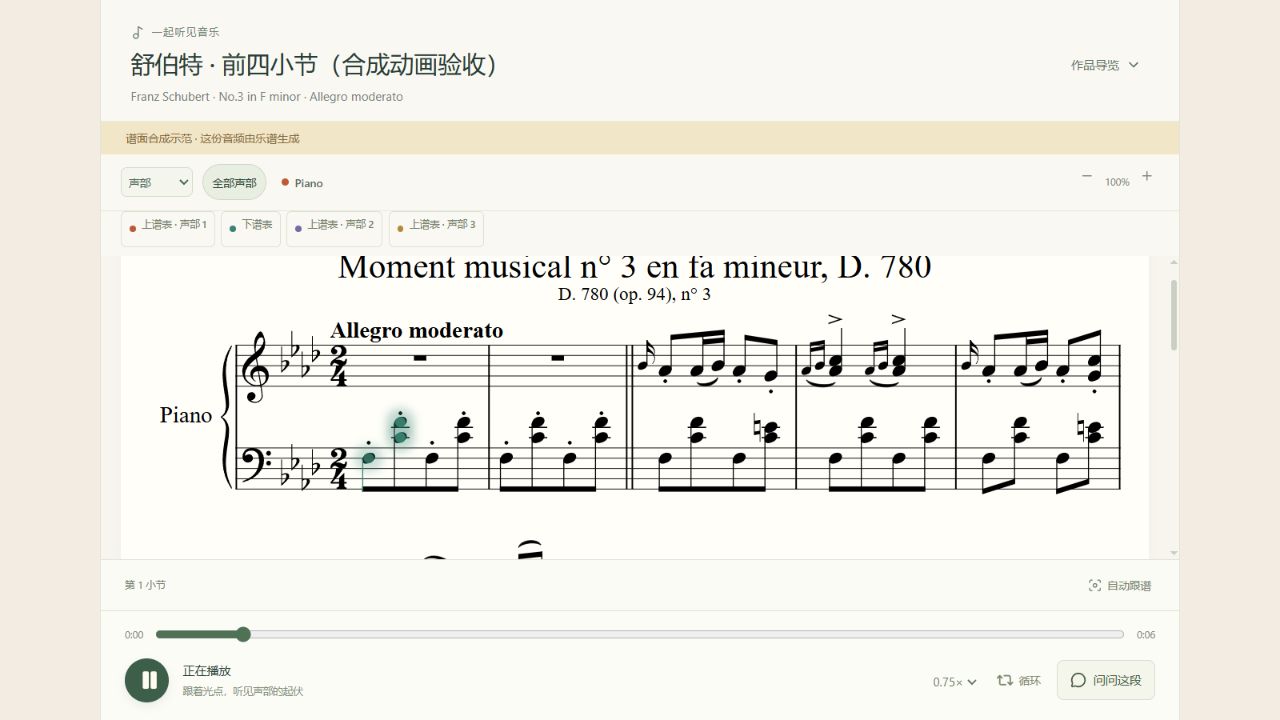 一起听见音乐
舒伯特 · 前四小节（合成动画验收）
作品导览
Franz Schubert · No.3 in F minor · Allegro moderato
谱面合成示范 · 这份音频由乐谱生成
声部
全部声部
Piano
100%
上谱表 · 声部 1
下谱表
上谱表 · 声部 2
上谱表 · 声部 3
Moment musical n° 3 en fa mineur, D. 780
D. 780 (op. 94), n° 3
Allegro moderato
Piano
第 1 小节
自动跟谱
0:00
0:06
正在播放
跟着光点，听见声部的起伏
0.75×
循环
问问这段